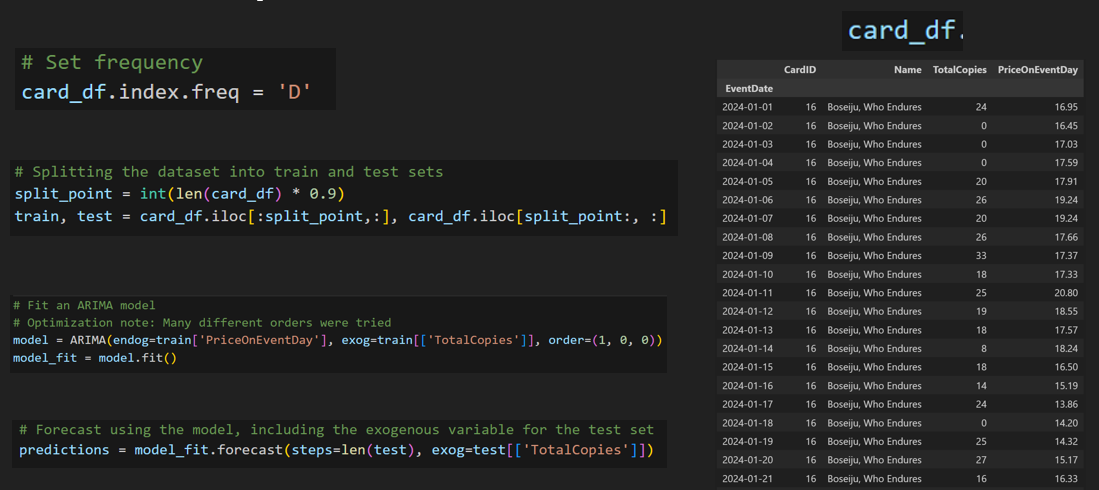 # Set frequency
card_df.index.freq = 'D'
# Splitting the dataset into train and test sets
split_point = int(len(card_df) * 0.9)
train, test = card_df.iloc[:split_point,:], card_df.iloc[split_point:, :]
# Fit an ARIMA model
# Optimization note: Many different orders were tried
model = ARIMA(endog=train['PriceOnEventDay'], exog=train[['TotalCopies']], order=(1, 0, 0))
model_fit = model.fit()
# Forecast using the model, including the exogenous variable for the test set
predictions = model_fit.forecast(steps=len(test), exog=test[['TotalCopies']])
card_df.
CardID Name TotalCopies PriceOnEventDay
EventDate
2024-01-01 16 Boseiju, Who Endures 24 16.95
2024-01-02 16 Boseiju, Who Endures 0 16.45
2024-01-03 16 Boseiju, Who Endures 0 17.03
2024-01-04 16 Boseiju, Who Endures 0 17.59
2024-01-05 16 Boseiju, Who Endures 20 17.91
2024-01-06 16 Boseiju, Who Endures 26 19.24
2024-01-07 16 Boseiju, Who Endures 20 19.24
2024-01-08 16 Boseiju, Who Endures 26 17.66
2024-01-09 16 Boseiju, Who Endures 33 17.37
2024-01-10 16 Boseiju, Who Endures 18 17.33
2024-01-11 16 Boseiju, Who Endures 25 20.80
2024-01-12 16 Boseiju, Who Endures 19 18.55
2024-01-13 16 Boseiju, Who Endures 18 17.57
2024-01-14 16 Boseiju, Who Endures 8 18.24
2024-01-15 16 Boseiju, Who Endures 18 16.50
2024-01-16 16 Boseiju, Who Endures 14 15.19
2024-01-17 16 Boseiju, Who Endures 24 13.86
2024-01-18 16 Boseiju, Who Endures 0 14.20
2024-01-19 16 Boseiju, Who Endures 25 14.32
2024-01-20 16 Boseiju, Who Endures 27 15.17
2024-01-21 16 Boseiju, Who Endures 16 16.33